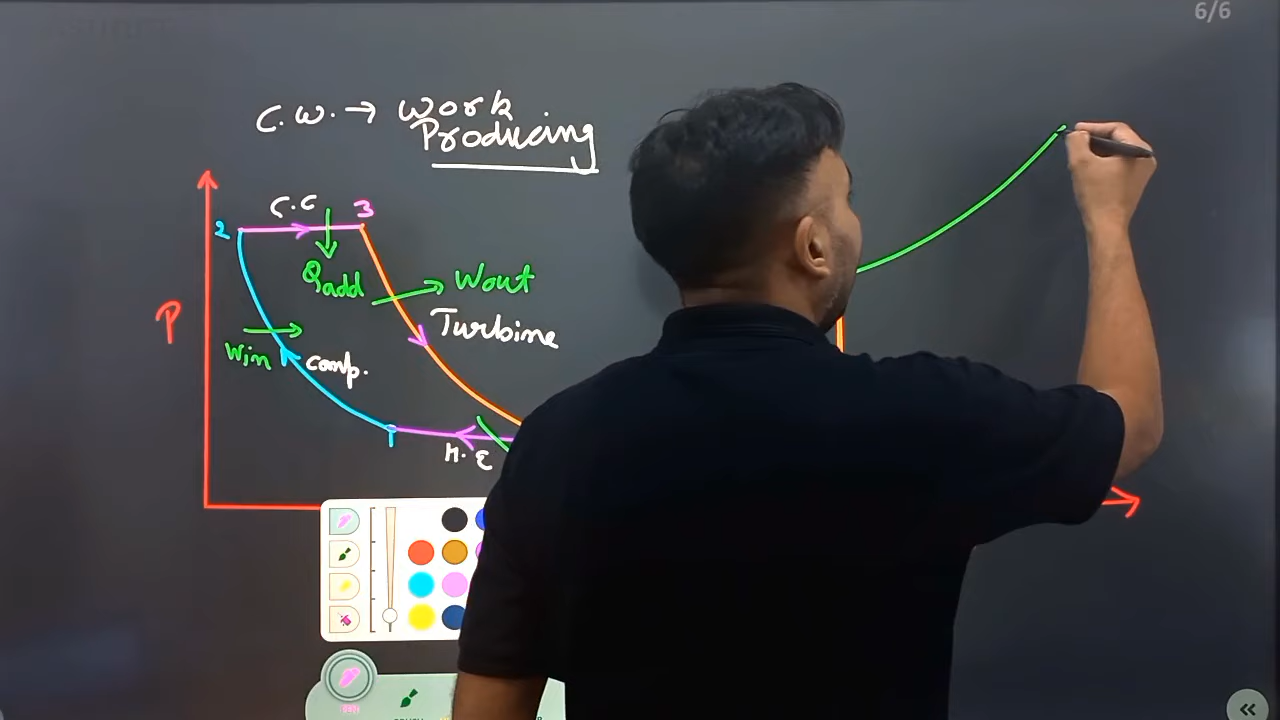 6/6
C.W. → Work
Producing
C.C
2
3
Qadd
Wout
P
Turbine
Win
comp.
1
H.E